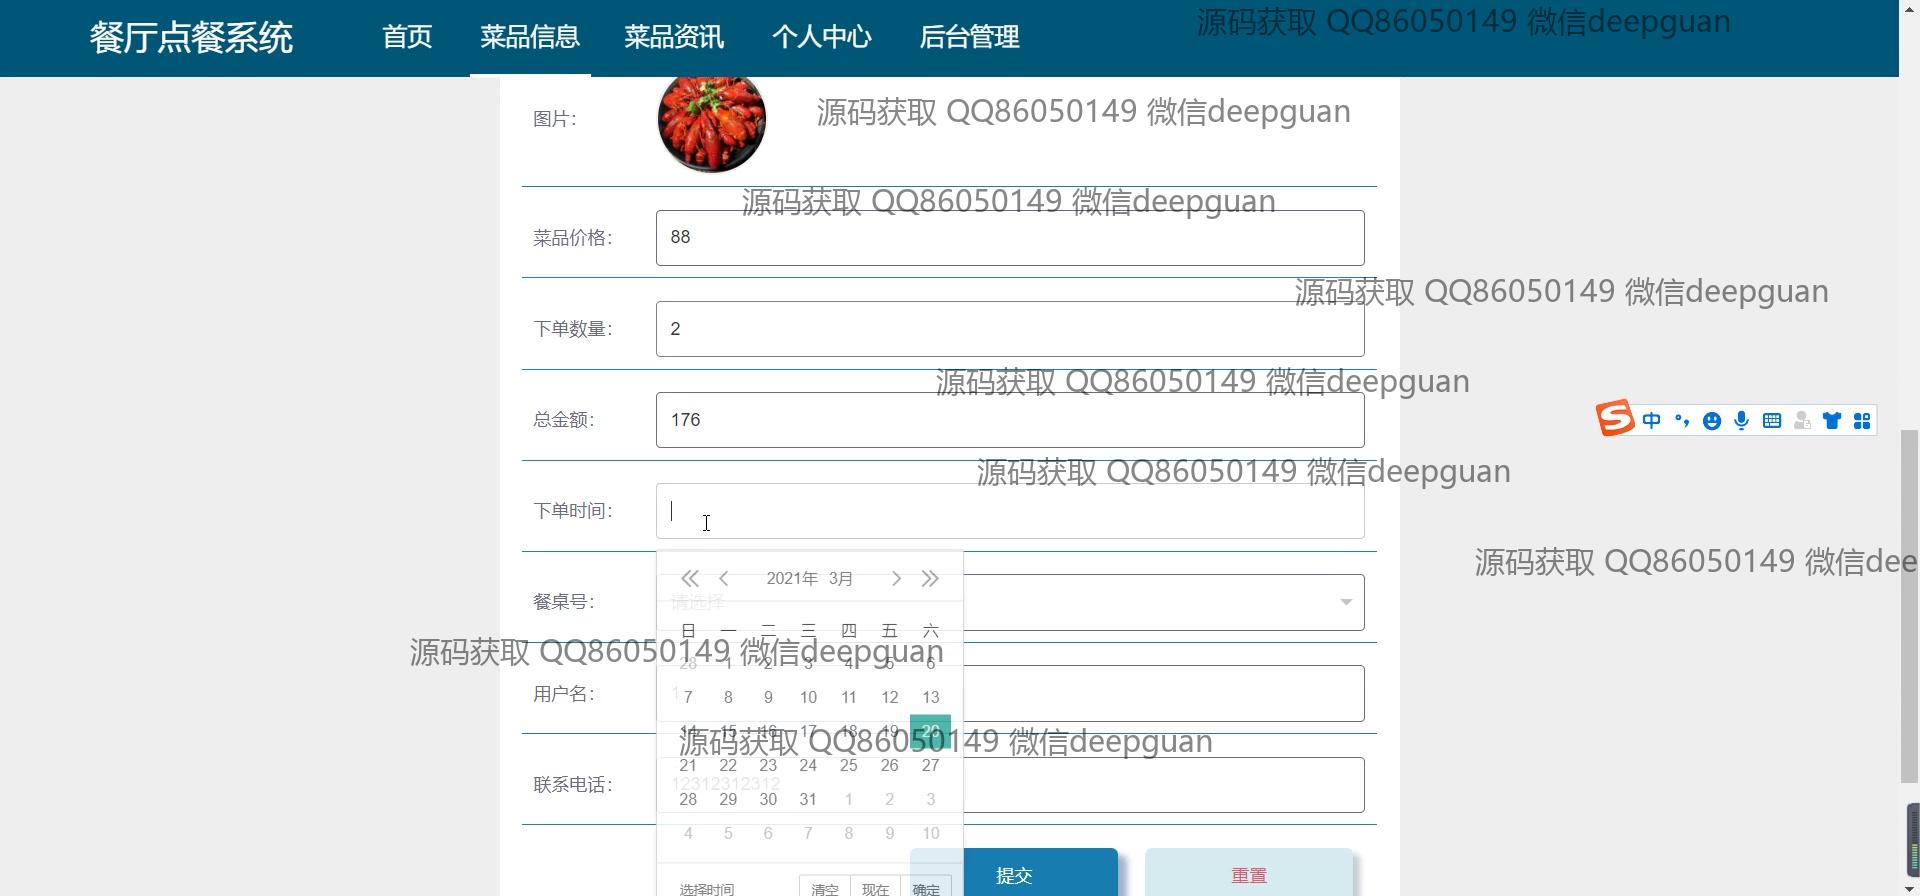 餐厅点餐系统 首页 菜品信息 菜品资讯 个人中心 后台管理
源码获取 QQ86050149 微信deepguan
图片：
源码获取 QQ86050149 微信deepguan
源码获取 QQ86050149 微信deepguan
菜品价格： 88
源码获取 QQ86050149 微信deepguan
下单数量： 2
源码获取 QQ86050149 微信deepguan
总金额： 176
中
源码获取 QQ86050149 微信deepguan
下单时间：
源码获取 QQ86050149 微信dee
2021年 3月
餐桌号： 请选择
日 一 二 三 四 五 六
源码获取 QQ86050149 微信deepguan
28 1 2 3 4 5 6
用户名： 1
7 8 9 10 11 12 13
14 15 16 17 18 19 20
源码获取 QQ86050149 微信deepguan
21 22 23 24 25 26 27
联系电话： 12312312312
28 29 30 31 1 2 3
4 5 6 7 8 9 10
提交 重置
选择时间 清空 现在 确定